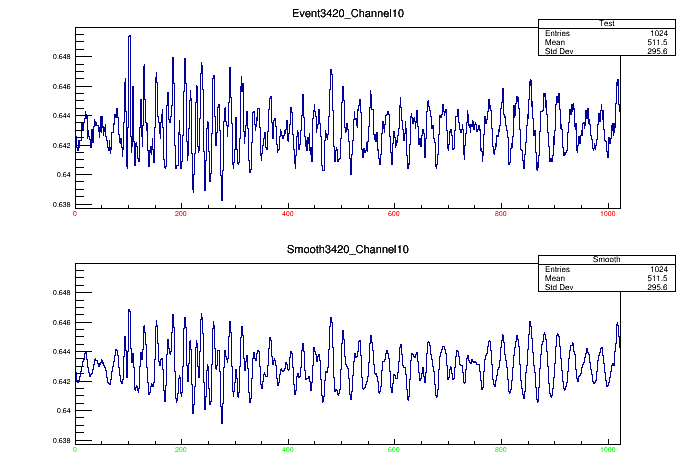 Event3420_Channel10
Test
Entries 1024
Mean 511.5
Std Dev 295.6
0.648
0.646
0.644
0.642
0.64
0.638
0 200 400 600 800 1000
Smooth3420_Channel10
Smooth
Entries 1024
Mean 511.5
Std Dev 295.6
0.648
0.646
0.644
0.642
0.64
0.638
0 200 400 600 800 1000